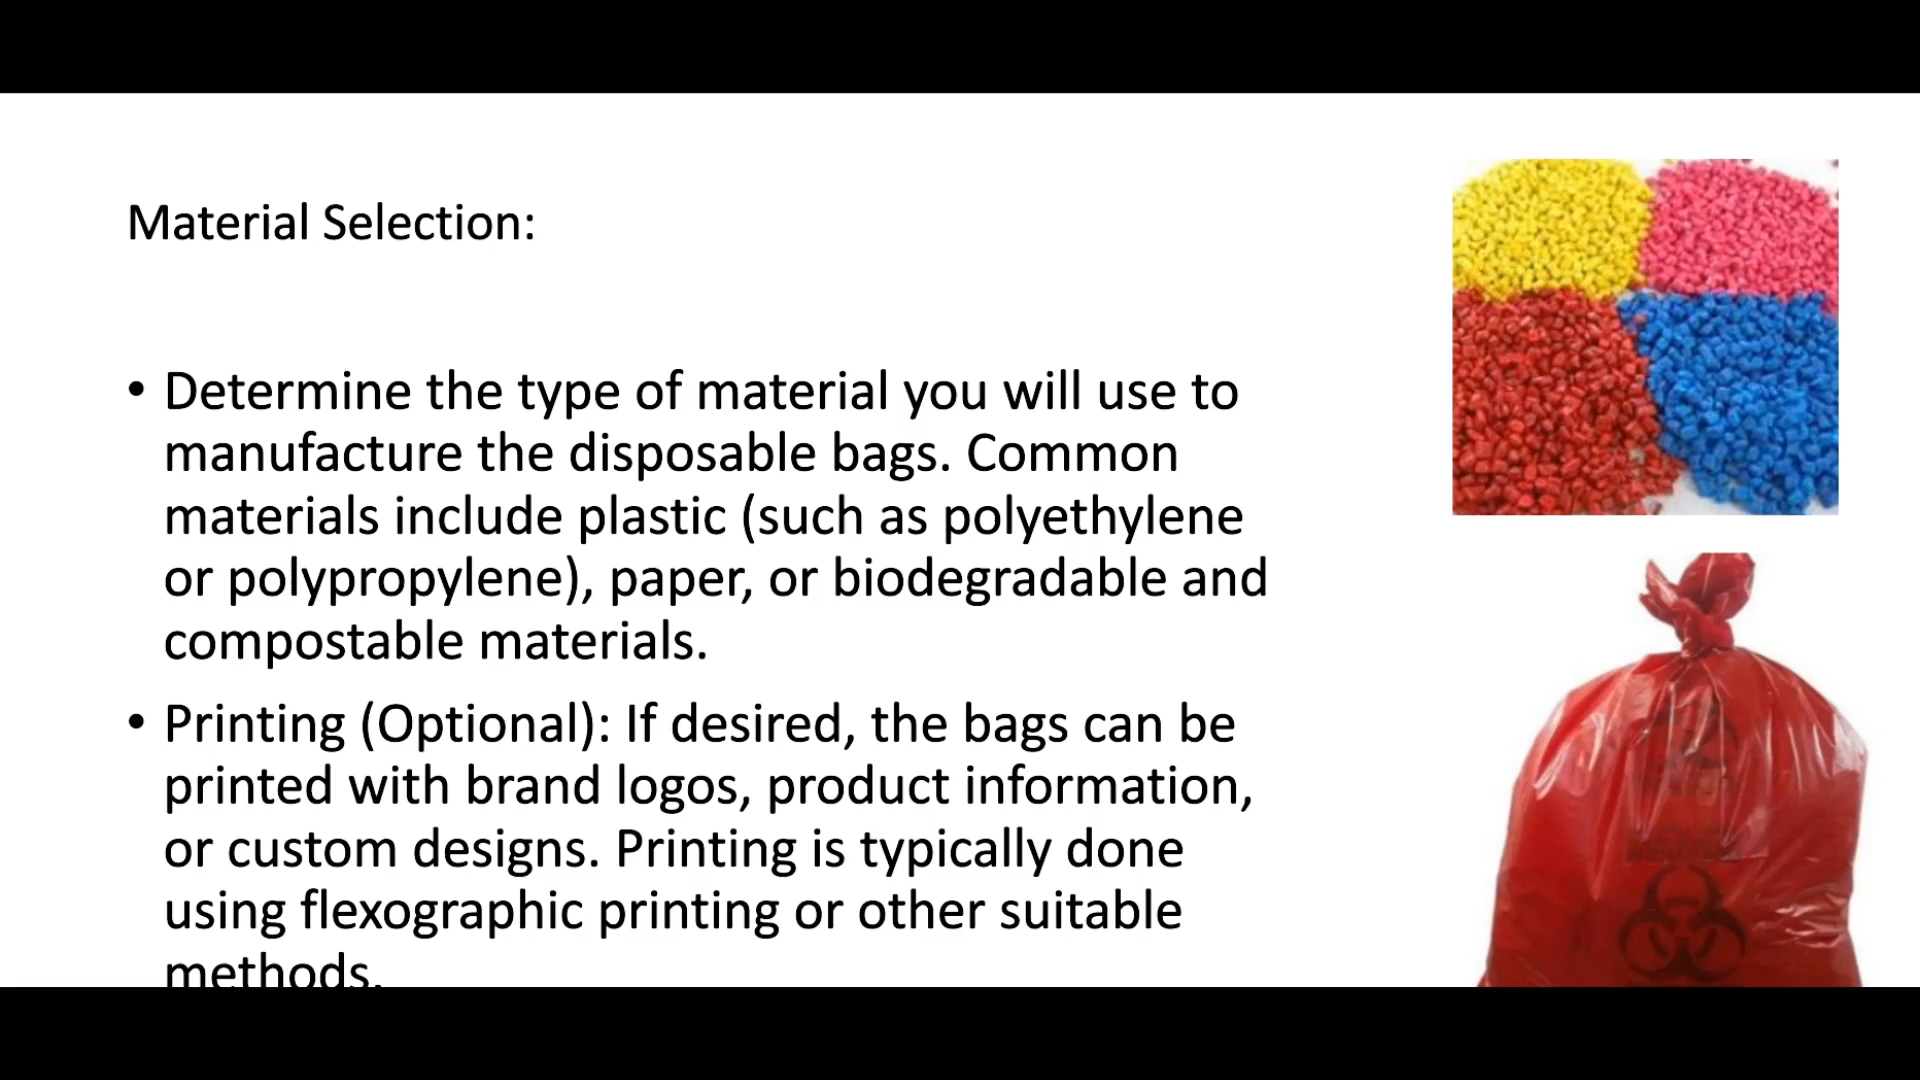 Material Selection:
• Determine the type of material you will use to
manufacture the disposable bags. Common
materials include plastic (such as polyethylene
or polypropylene), paper, or biodegradable and
compostable materials.
• Printing (Optional): If desired, the bags can be
printed with brand logos, product information,
or custom designs. Printing is typically done
using flexographic printing or other suitable
methods.